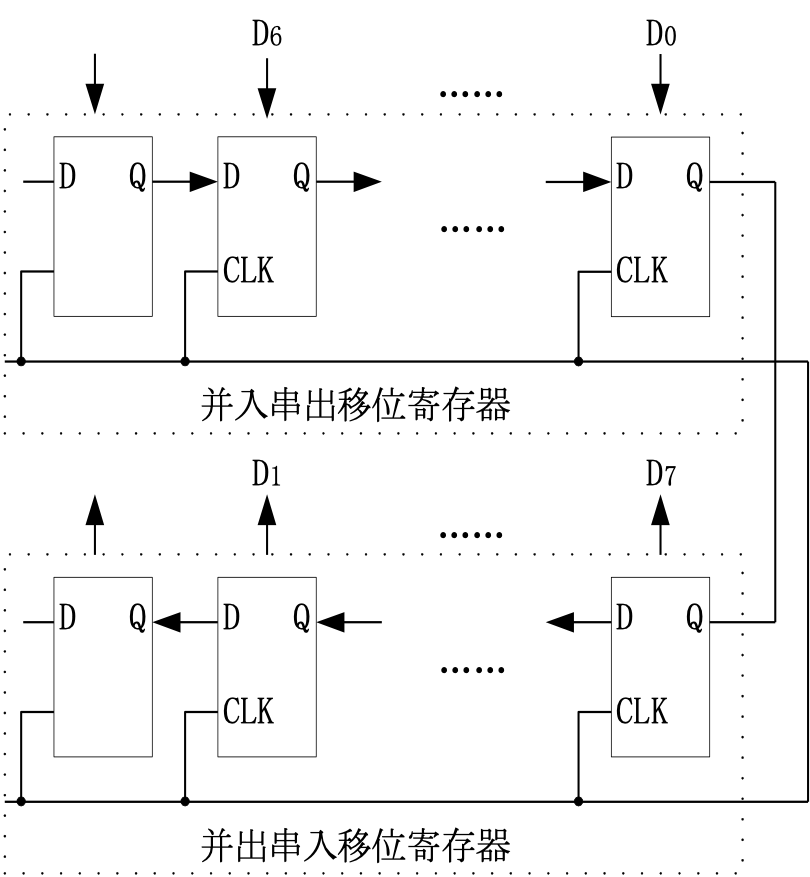 D6 D0
......
D Q D Q D Q
......
CLK CLK
并入串出移位寄存器
D1 D7
......
D Q D Q D Q
......
CLK CLK
并出串入移位寄存器